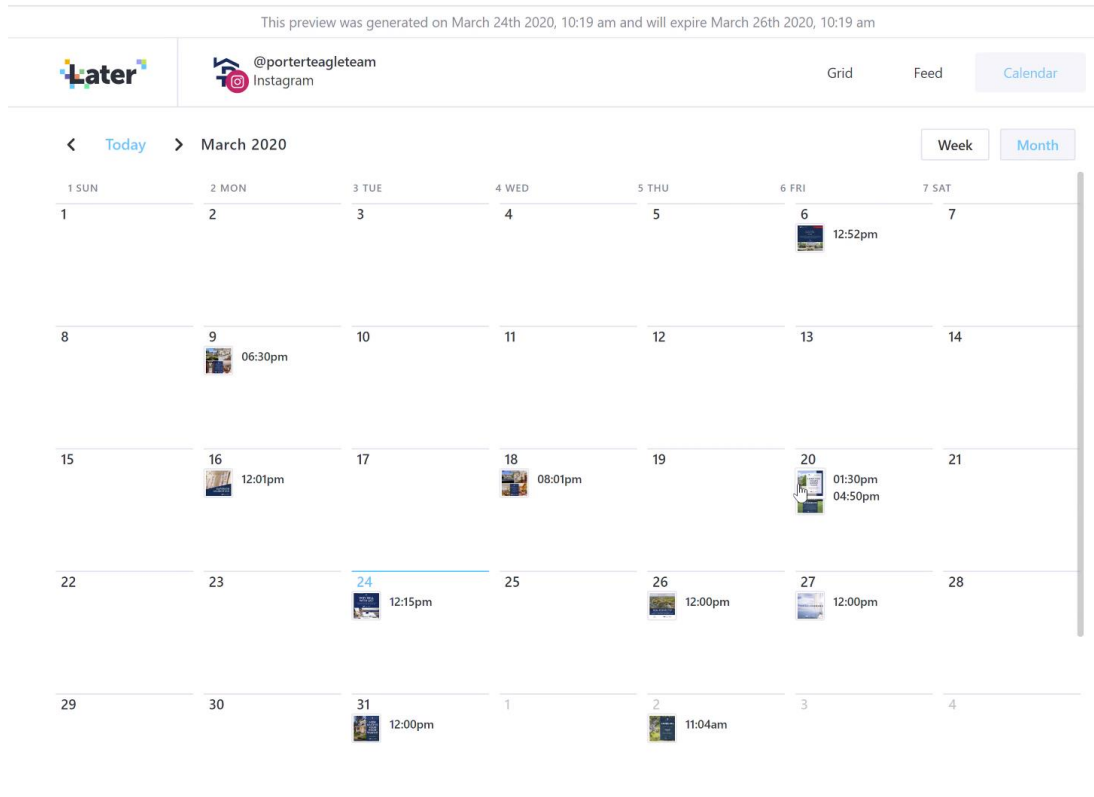 This preview was generated on March 24th 2020, 10:19 am and will expire March 26th 2020, 10:19 am
Later
@porterteagleteam
Instagram
Grid Feed Calendar
Today March 2020
Week Month
1 SUN 2 MON 3 TUE 4 WED 5 THU 6 FRI 7 SAT
1 2 3 4 5 6 7
12:52pm
8 9 10 11 12 13 14
06:30pm
15 16 17 18 19 20 21
12:01pm 08:01pm 01:30pm
04:50pm
22 23 24 25 26 27 28
12:15pm 12:00pm 12:00pm
29 30 31 1 2 3 4
12:00pm 11:04am